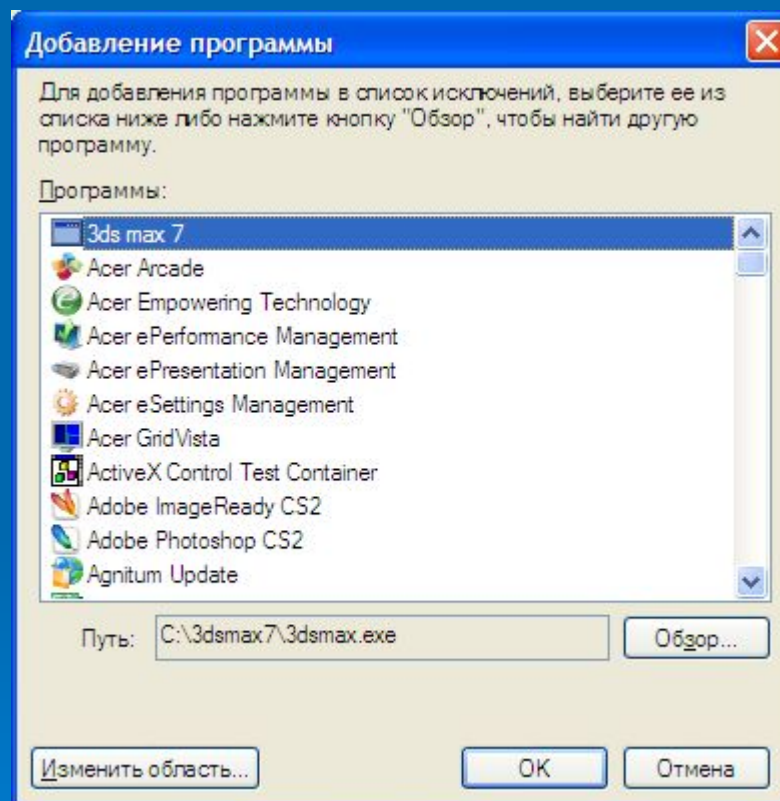 Добавление программы
Для добавления программы в список исключений, выберите ее из
списка ниже либо нажмите кнопку "Обзор", чтобы найти другую
программу.
Программы:
3ds max 7
Acer Arcade
Acer Empowering Technology
Acer ePerformance Management
Acer ePresentation Management
Acer eSettings Management
Acer GridVista
ActiveX Control Test Container
Adobe ImageReady CS2
Adobe Photoshop CS2
Agnitum Update
Путь: C:\3dsmax7\3dsmax.exe Обзор...
Изменить область... OK Отмена